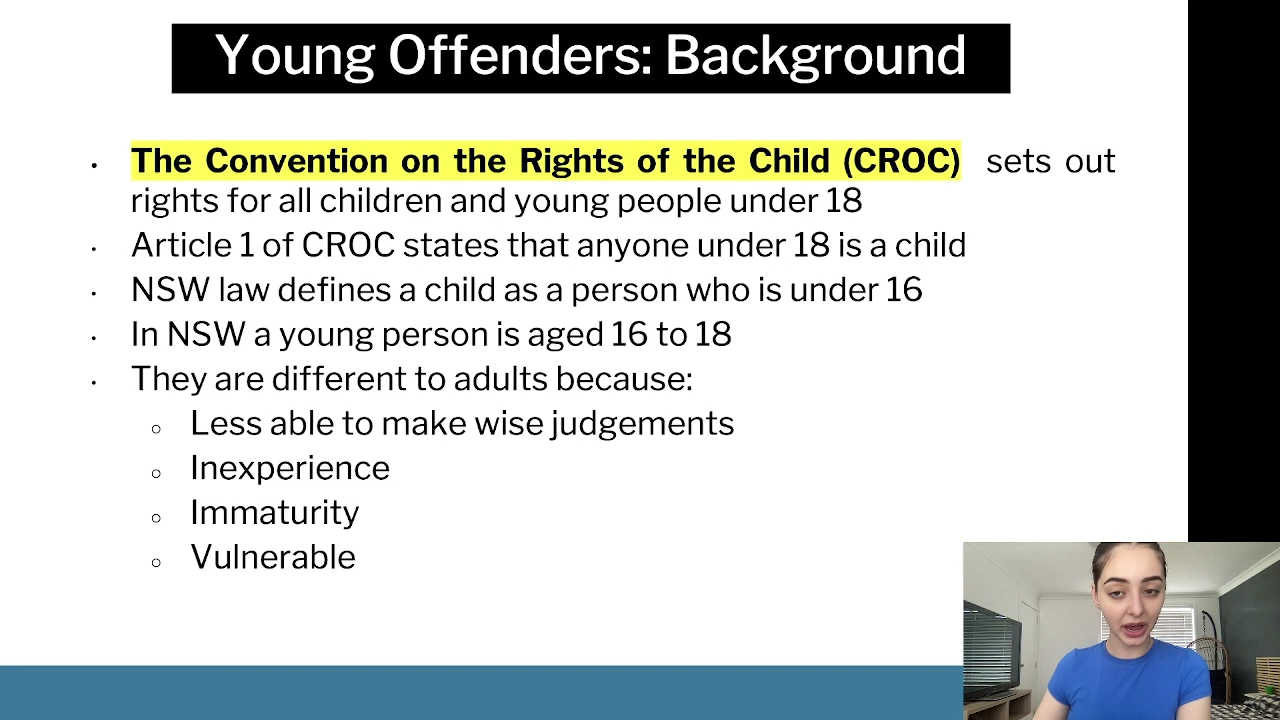 Young Offenders: Background
· The Convention on the Rights of the Child (CROC) sets out
rights for all children and young people under 18
· Article 1 of CROC states that anyone under 18 is a child
· NSW law defines a child as a person who is under 16
· In NSW a young person is aged 16 to 18
· They are different to adults because:
○ Less able to make wise judgements
○ Inexperience
○ Immaturity
○ Vulnerable